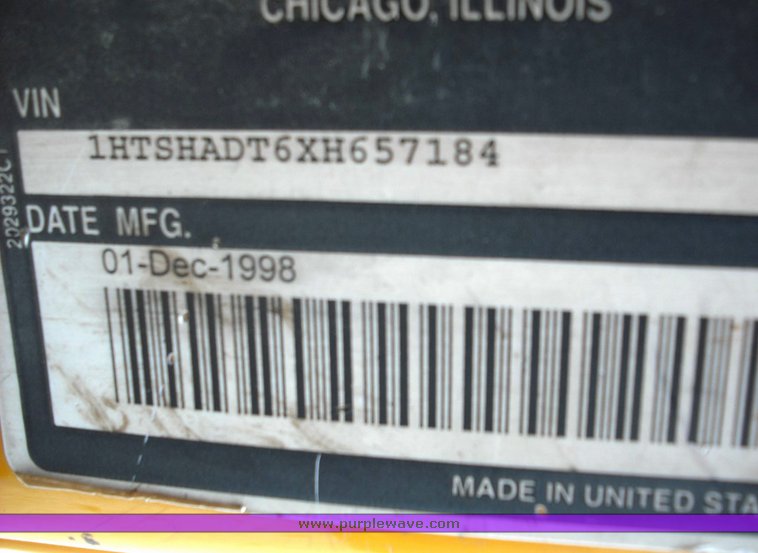 CHICAGO, ILLINOIS
VIN
1HTSHADT6XH657184
2029322C1
DATE MFG.
01-Dec-1998
MADE IN UNITED STA
www.purplewave.com